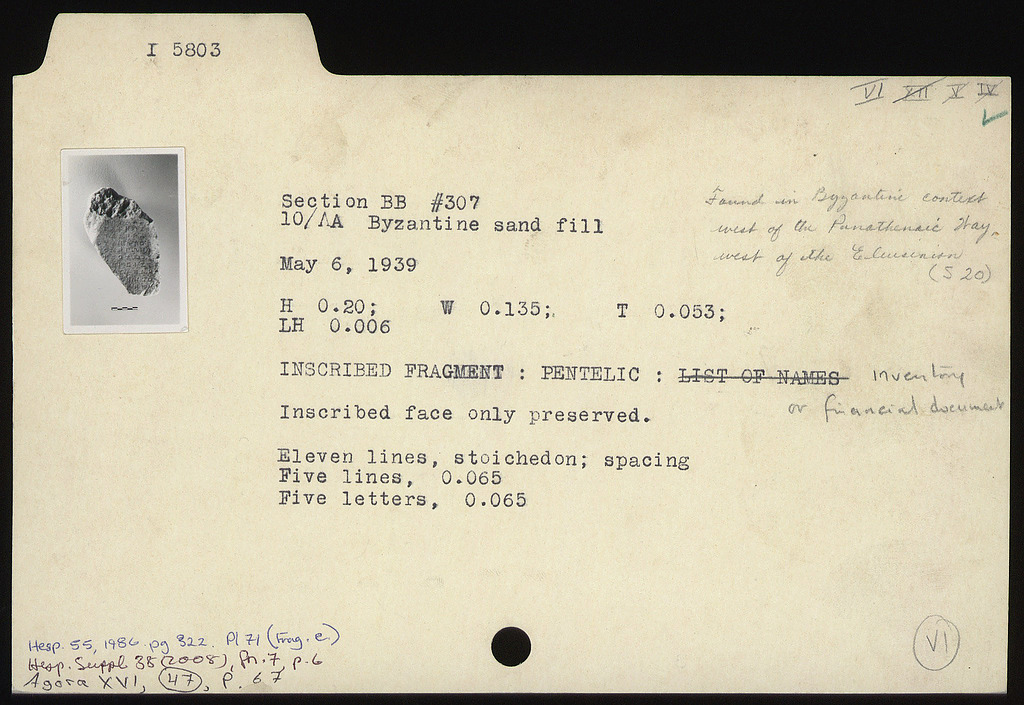 I 5803
VI XII V IV
Section BB #307
10/ΛΑ Byzantine sand fill
Found in Byzantine context
west of the Panathenaic Way,
west of the Eleusinion
(S 20)
May 6, 1939
H 0.20; W 0.135; T 0.053;
LH 0.006
INSCRIBED FRAGMENT : PENTELIC : LIST OF NAMES inventory
or financial document
Inscribed face only preserved.
Eleven lines, stoichedon; spacing
Five lines, 0.065
Five letters, 0.065
Hesp. 55, 1986. pg 322. Pl 71 (Frag. e.)
Hesp. Suppl 38 (2008), fn. 7, p. 6
Agora XVI, (47), P. 67
VI